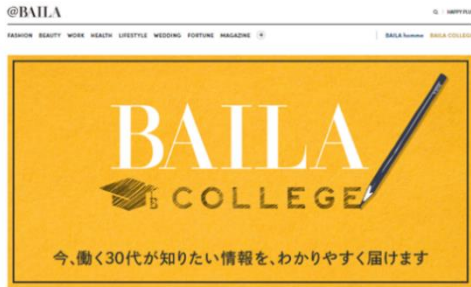 @BAILA
HAPPY PLU
FASHION BEAUTY WORK HEALTH LIFESTYLE WEDDING FORTUNE MAGAZINE +
BAILA homme BAILA COLLEG
BAILA
COLLEGE
今、働く30代が知りたい情報を、わかりやすく届けます